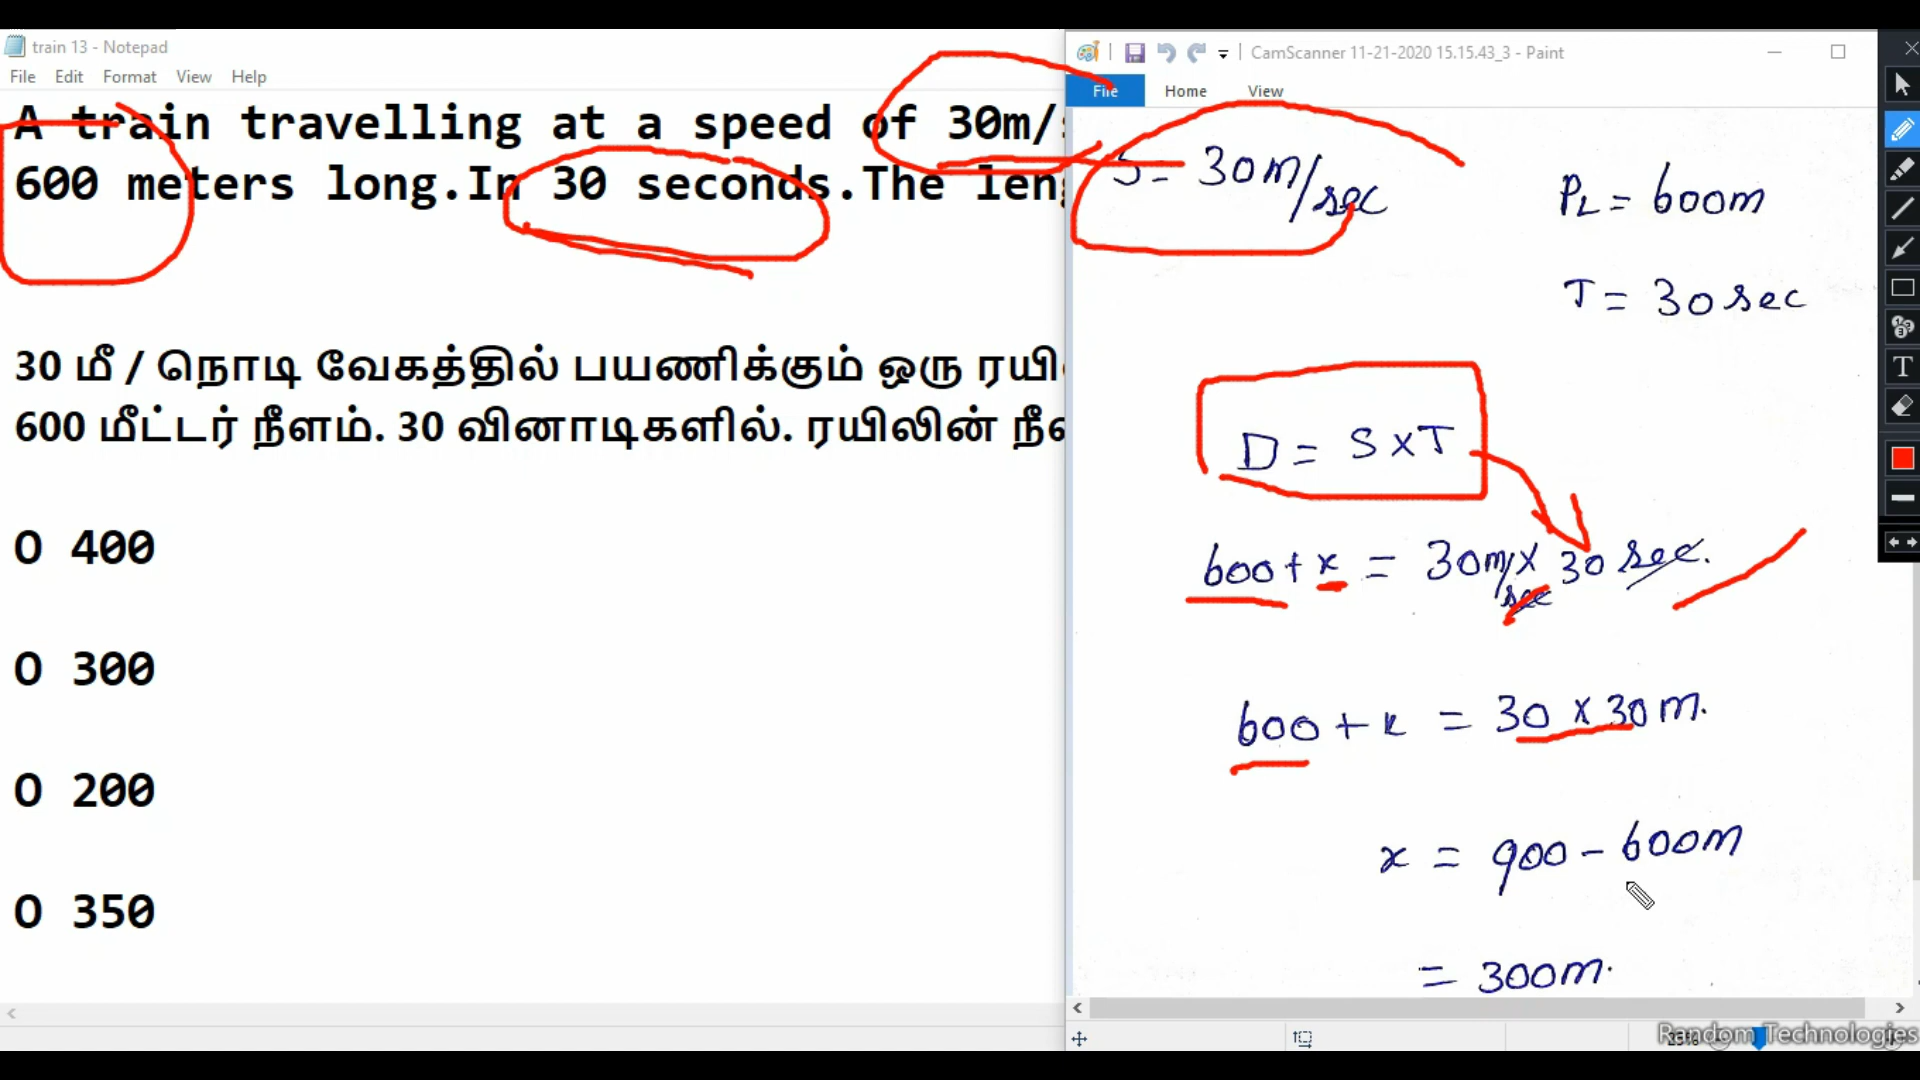 train 13 - Notepad
File Edit Format View Help
A train travelling at a speed of 30m/
600 meters long.In 30 seconds.The leng
30 மீ / நொடி வேகத்தில் பயணிக்கும் ஒரு ரயி
600 மீட்டர் நீளம். 30 வினாடிகளில். ரயிலின் நீ
O 400
O 300
O 200
O 350
CamScanner 11-21-2020 15.15.43_3 - Paint
File Home View
S = 30m/sec
PL = 600m
T = 30 sec
D = S x T
600 + x = 30m/sec x 30 sec.
600 + x = 30 x 30 m.
x = 900 - 600m
= 300m.
Random Technologies